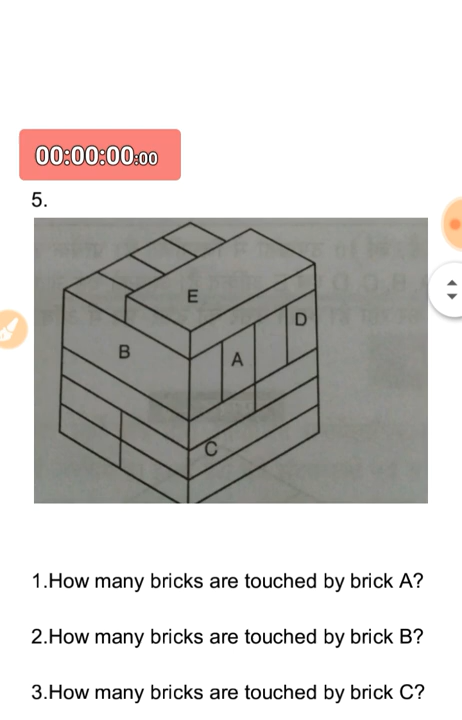 00:00:00:00
5.
E
D
B
A
C
1.How many bricks are touched by brick A?
2.How many bricks are touched by brick B?
3.How many bricks are touched by brick C?